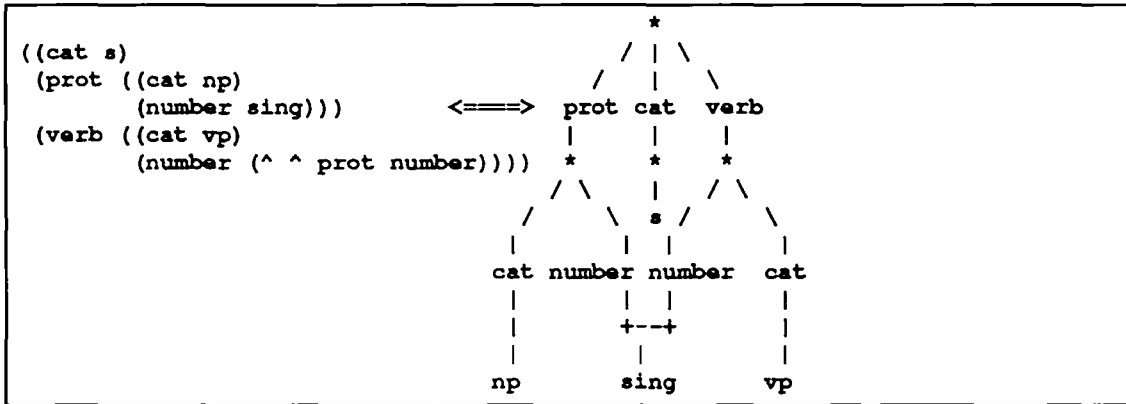 *
((cat s) / | \
(prot ((cat np) / | \
(number sing))) <====> prot cat verb
(verb ((cat vp) | | |
(number (^ ^ prot number)))) * * *
/ \ | / \
/ \ s / \
| | | |
cat number number cat
| | | |
| +--+ |
| | |
np sing vp